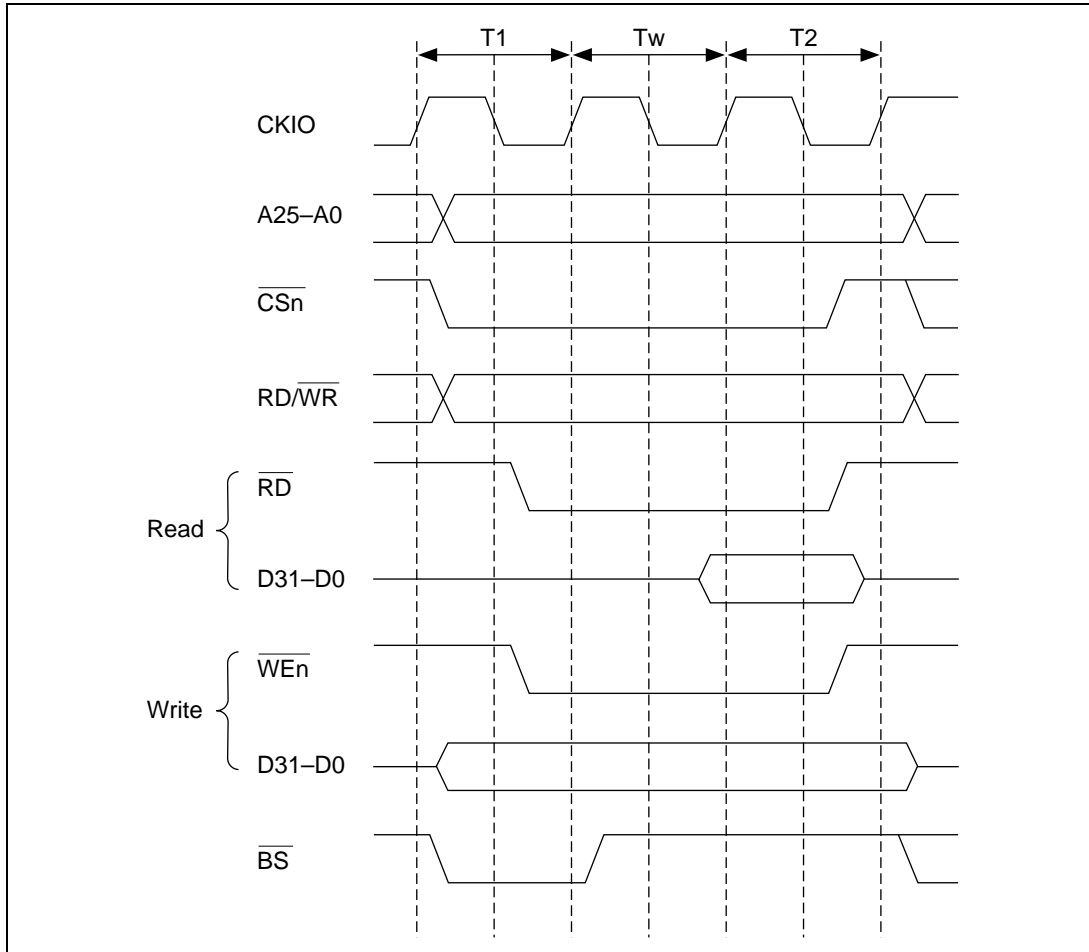 T1 Tw T2
CKIO
A25–A0
CSn
RD/WR
RD
Read
D31–D0
WEn
Write
D31–D0
BS